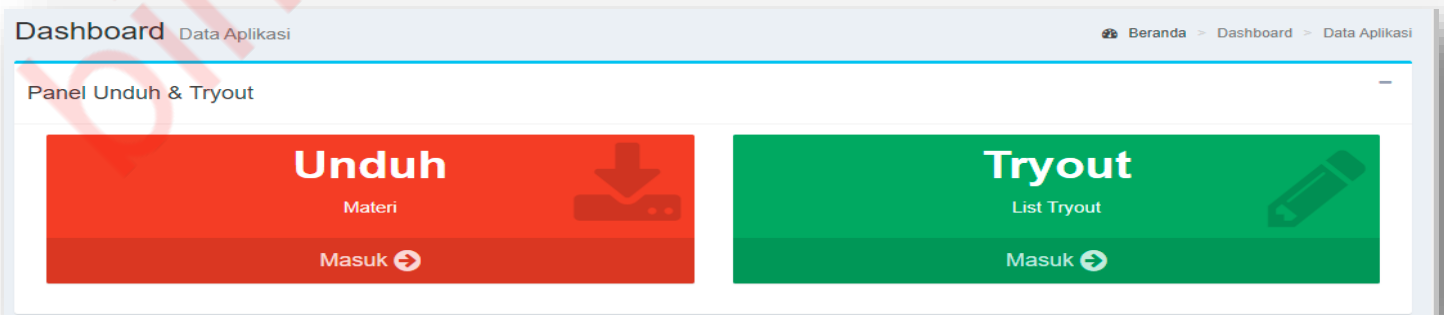 Dashboard Data Aplikasi
Beranda > Dashboard > Data Aplikasi
Panel Unduh & Tryout
Unduh
Materi
Masuk
Tryout
List Tryout
Masuk